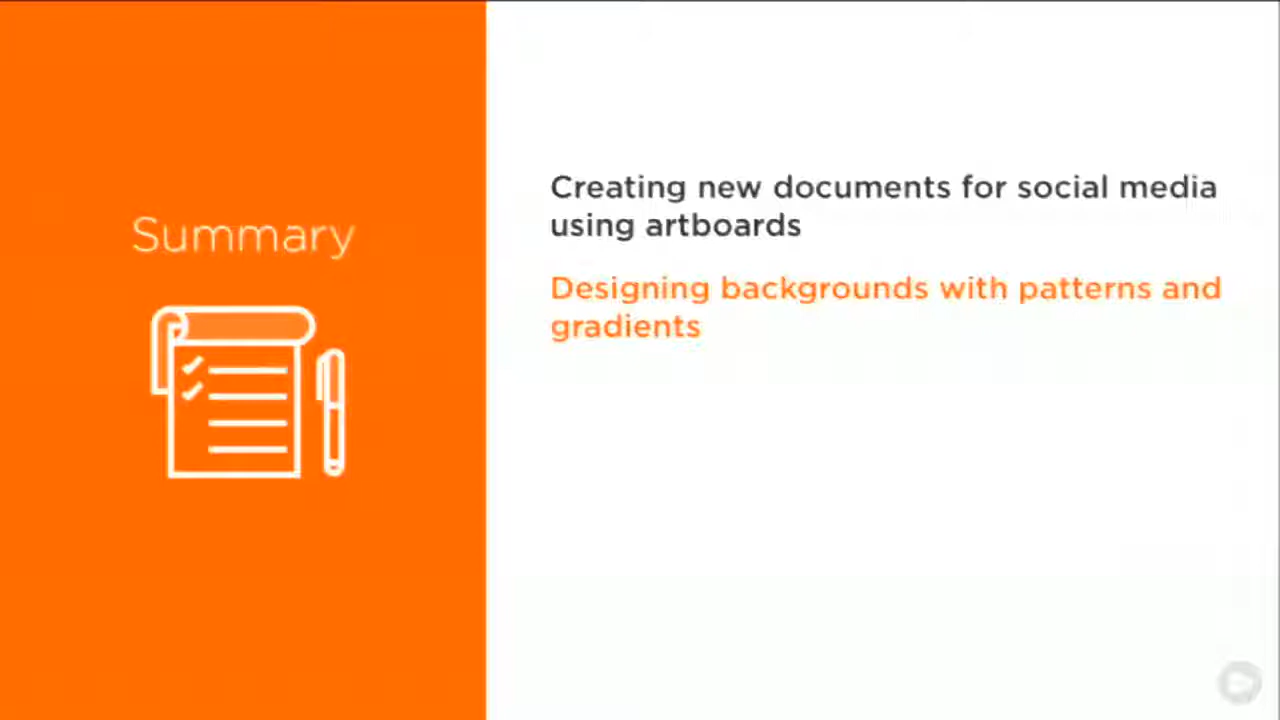 Summary
Creating new documents for social media
using artboards
Designing backgrounds with patterns and
gradients